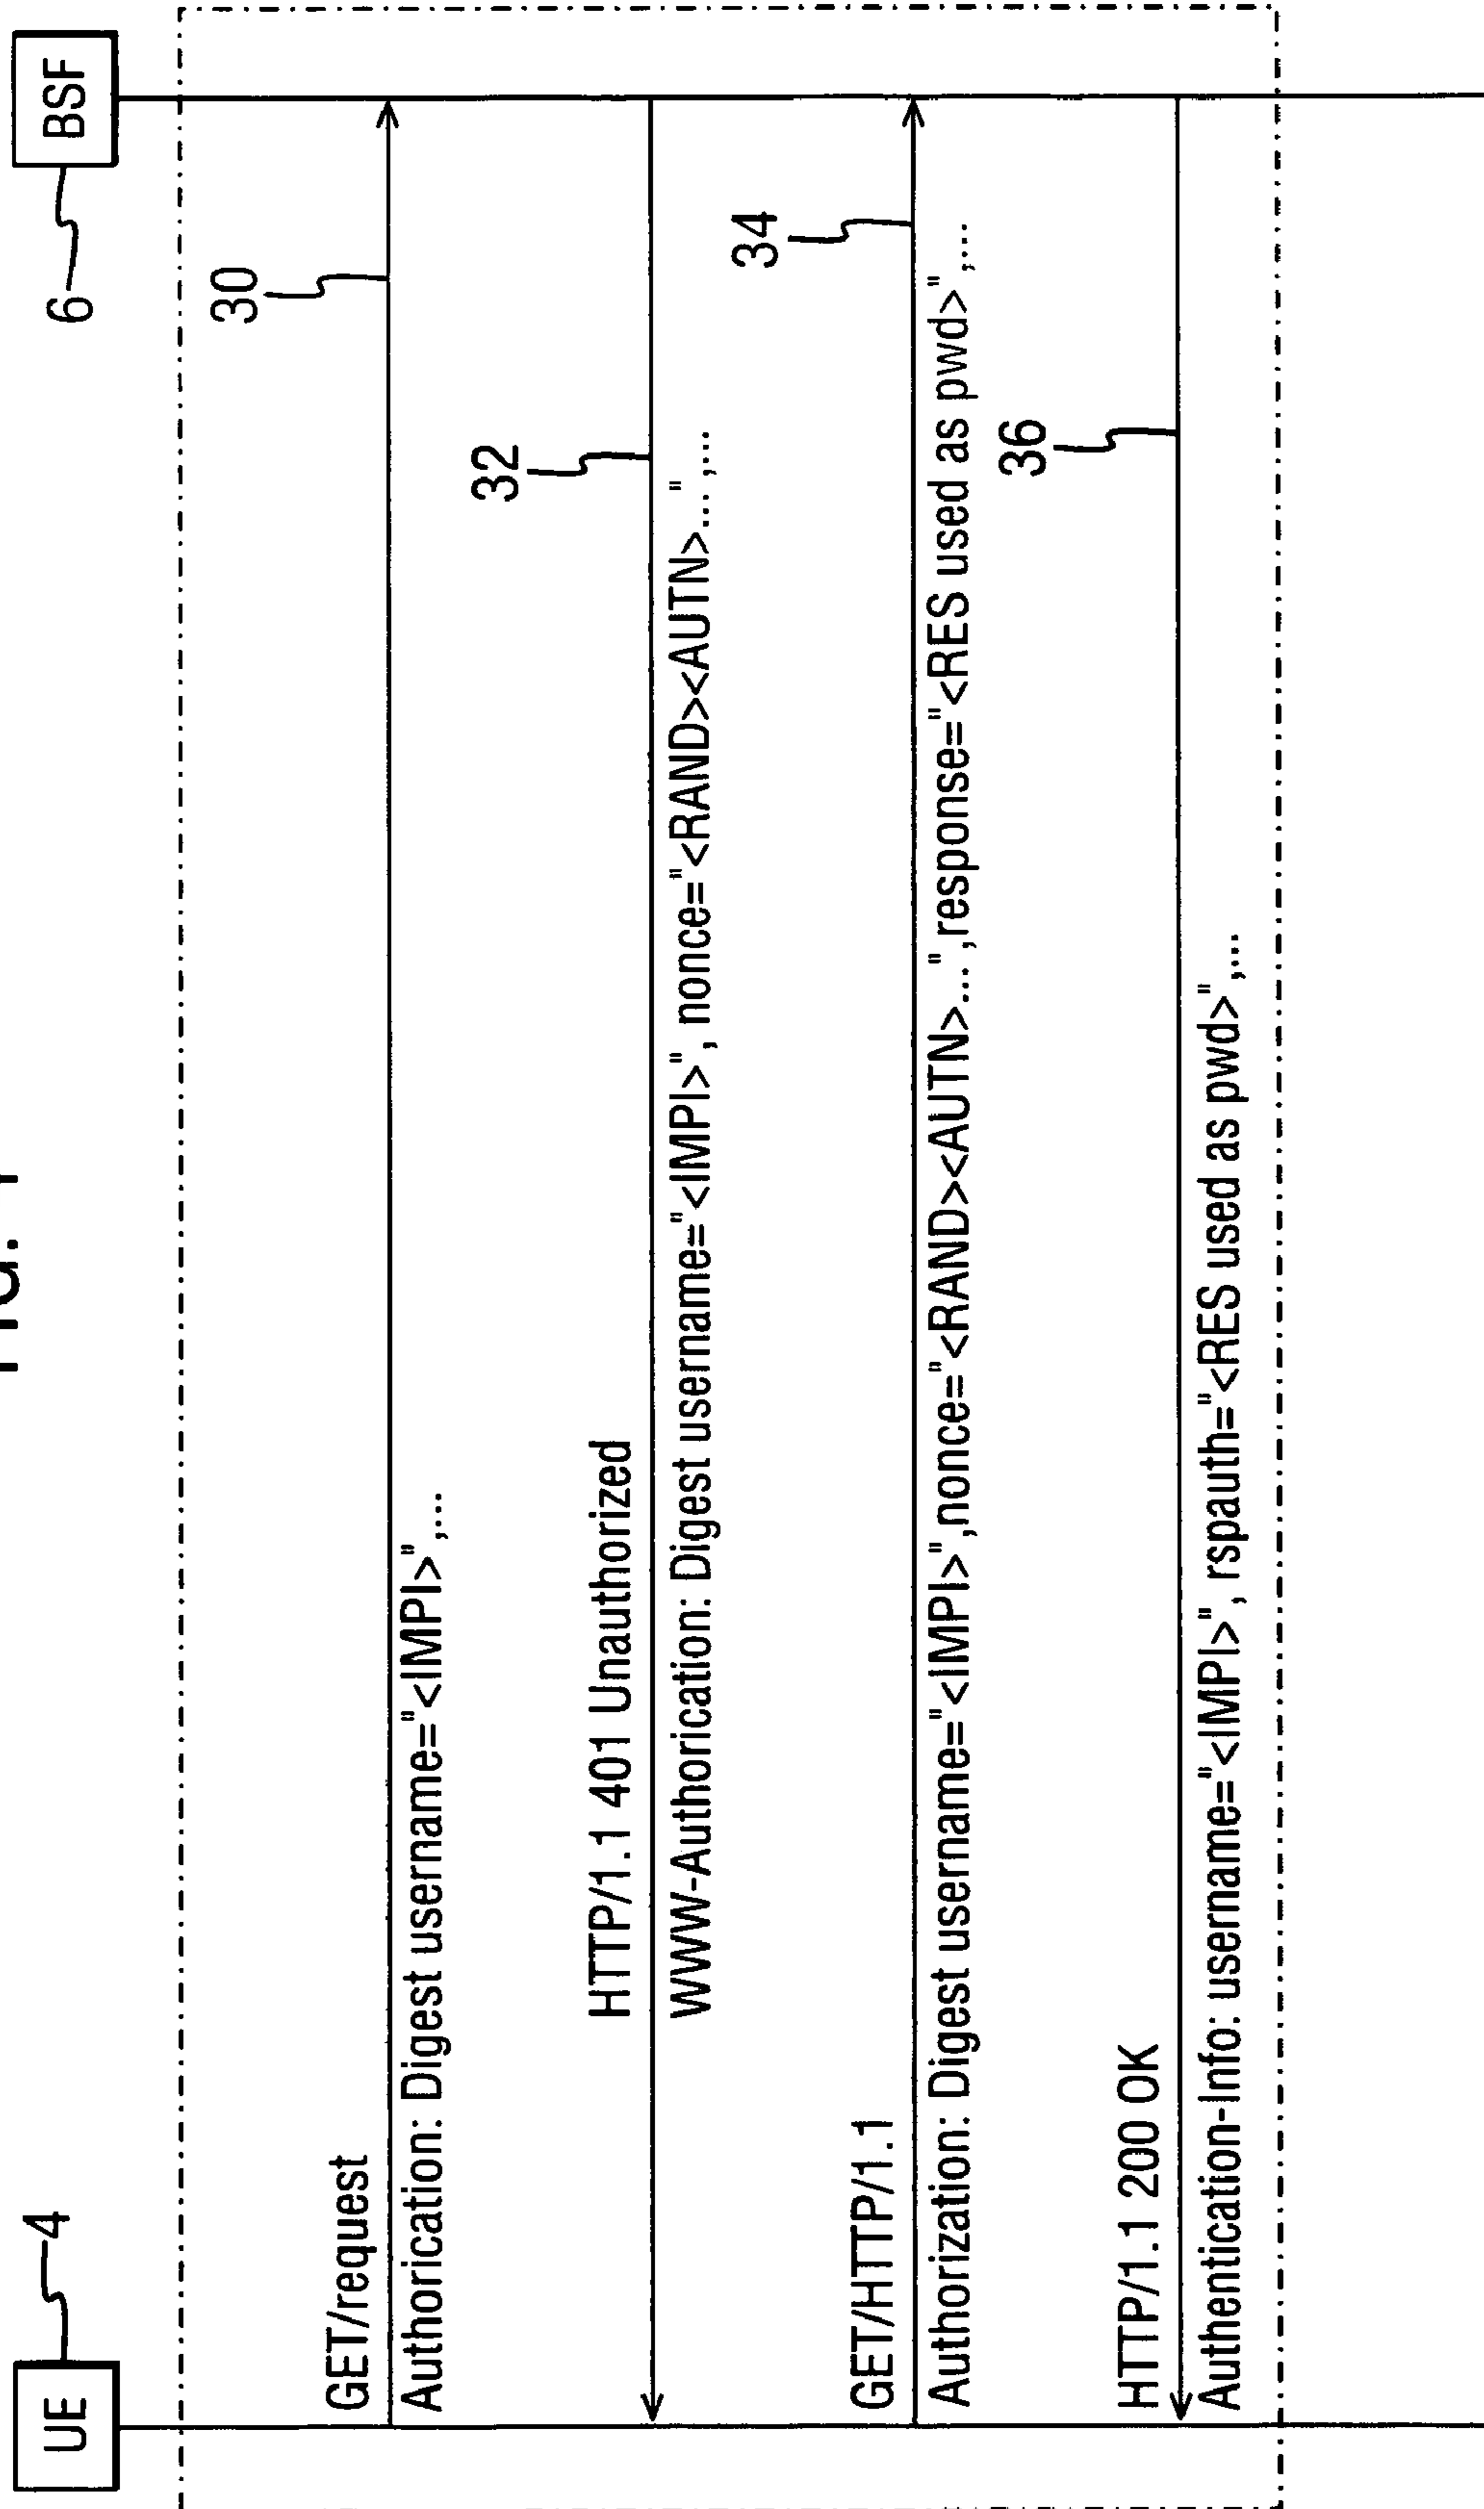 UE
4
6
BSF
30
GET/request
Authorication: Digest username="<IMPI>",...
32
HTTP/1.1 401 Unauthorized
WWW-Authorication: Digest username="<IMPI>", nonce="<RAND><AUTN>...",...
34
GET/HTTP/1.1
Authorization: Digest username="<IMPI>",nonce="<RAND><AUTN>...",response="<RES used as pwd>",...
36
HTTP/1.1 200 OK
Authentication-Info: username="<IMPI>", rspauth="<RES used as pwd>",...